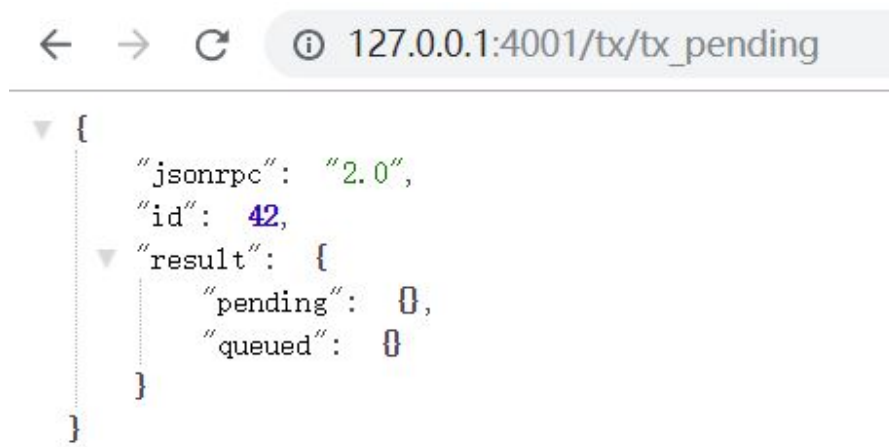 127.0.0.1:4001/tx/tx_pending
{
"jsonrpc": "2.0",
"id": 42,
"result": {
"pending": {},
"queued": {}
}
}